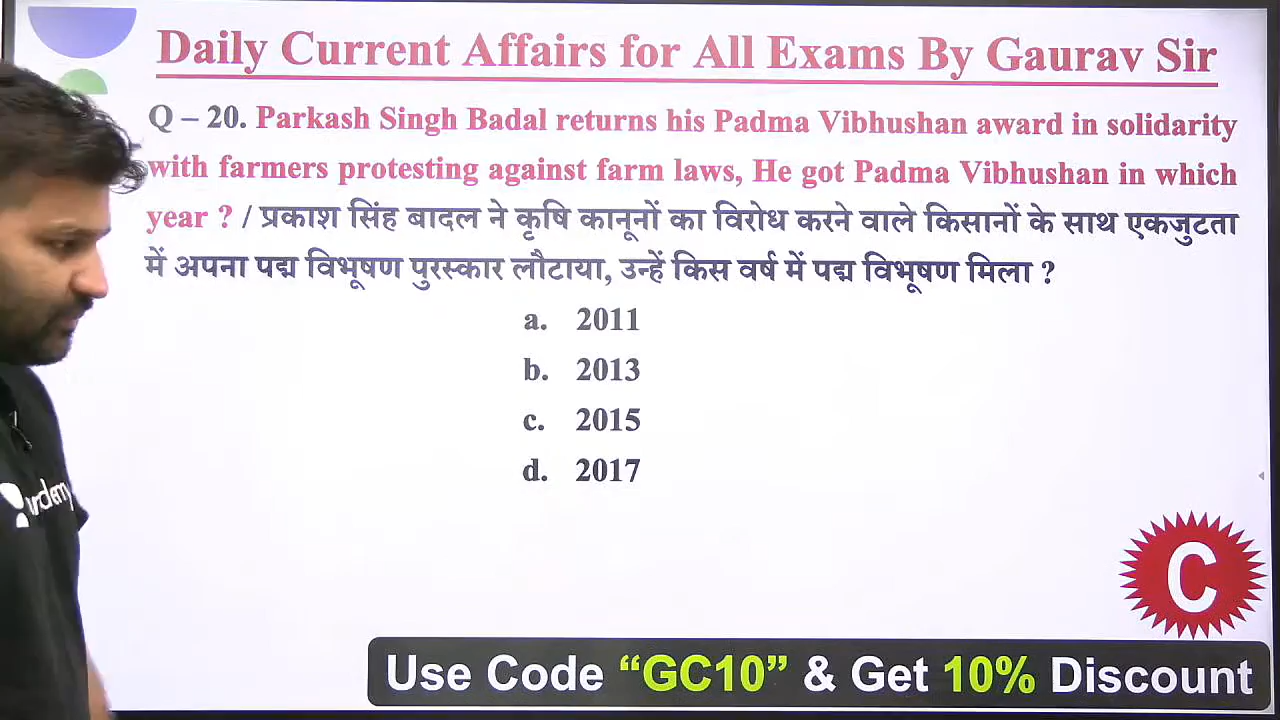 Daily Current Affairs for All Exams By Gaurav Sir
Q – 20. Parkash Singh Badal returns his Padma Vibhushan award in solidarity
with farmers protesting against farm laws, He got Padma Vibhushan in which
year ? / प्रकाश सिंह बादल ने कृषि कानूनों का विरोध करने वाले किसानों के साथ एकजुटता
में अपना पद्म विभूषण पुरस्कार लौटाया, उन्हें किस वर्ष में पद्म विभूषण मिला ?
a. 2011
b. 2013
c. 2015
d. 2017
C
Use Code “GC10” & Get 10% Discount